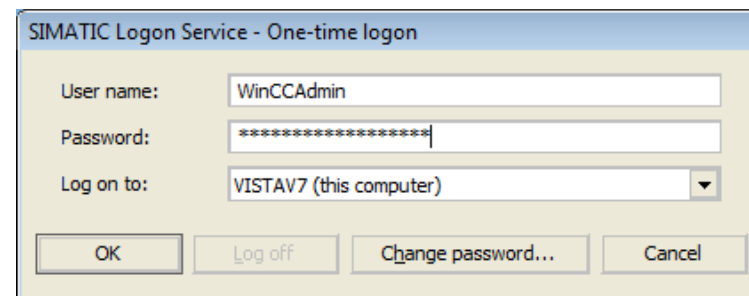 SIMATIC Logon Service - One-time logon
User name: WinCCAdmin
Password: ******************
Log on to: VISTAV7 (this computer)
OK Log off Change password... Cancel